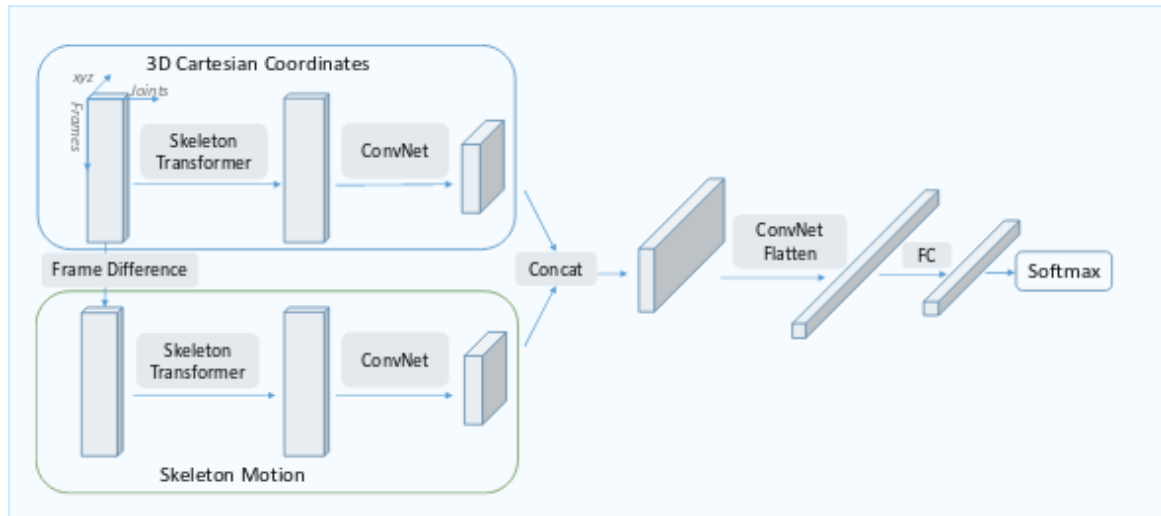 3D Cartesian Coordinates
xyz
Joints
Frames
Skeleton
Transformer
ConvNet
Frame Difference
Skeleton
Transformer
ConvNet
Skeleton Motion
Concat
ConvNet
Flatten
FC
Softmax